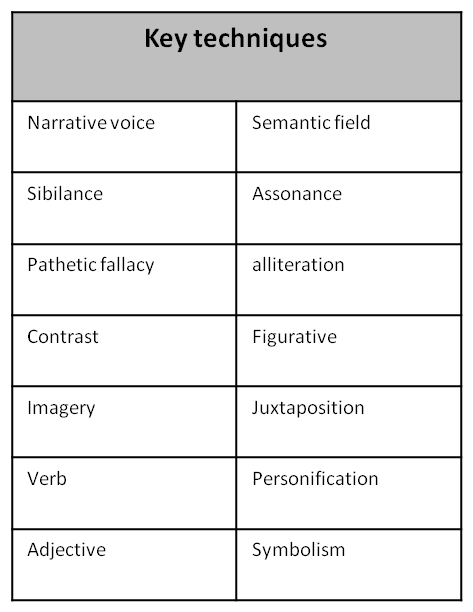 Key techniques
Narrative voice
Semantic field
Sibilance
Assonance
Pathetic fallacy
alliteration
Contrast
Figurative
Imagery
Juxtaposition
Verb
Personification
Adjective
Symbolism